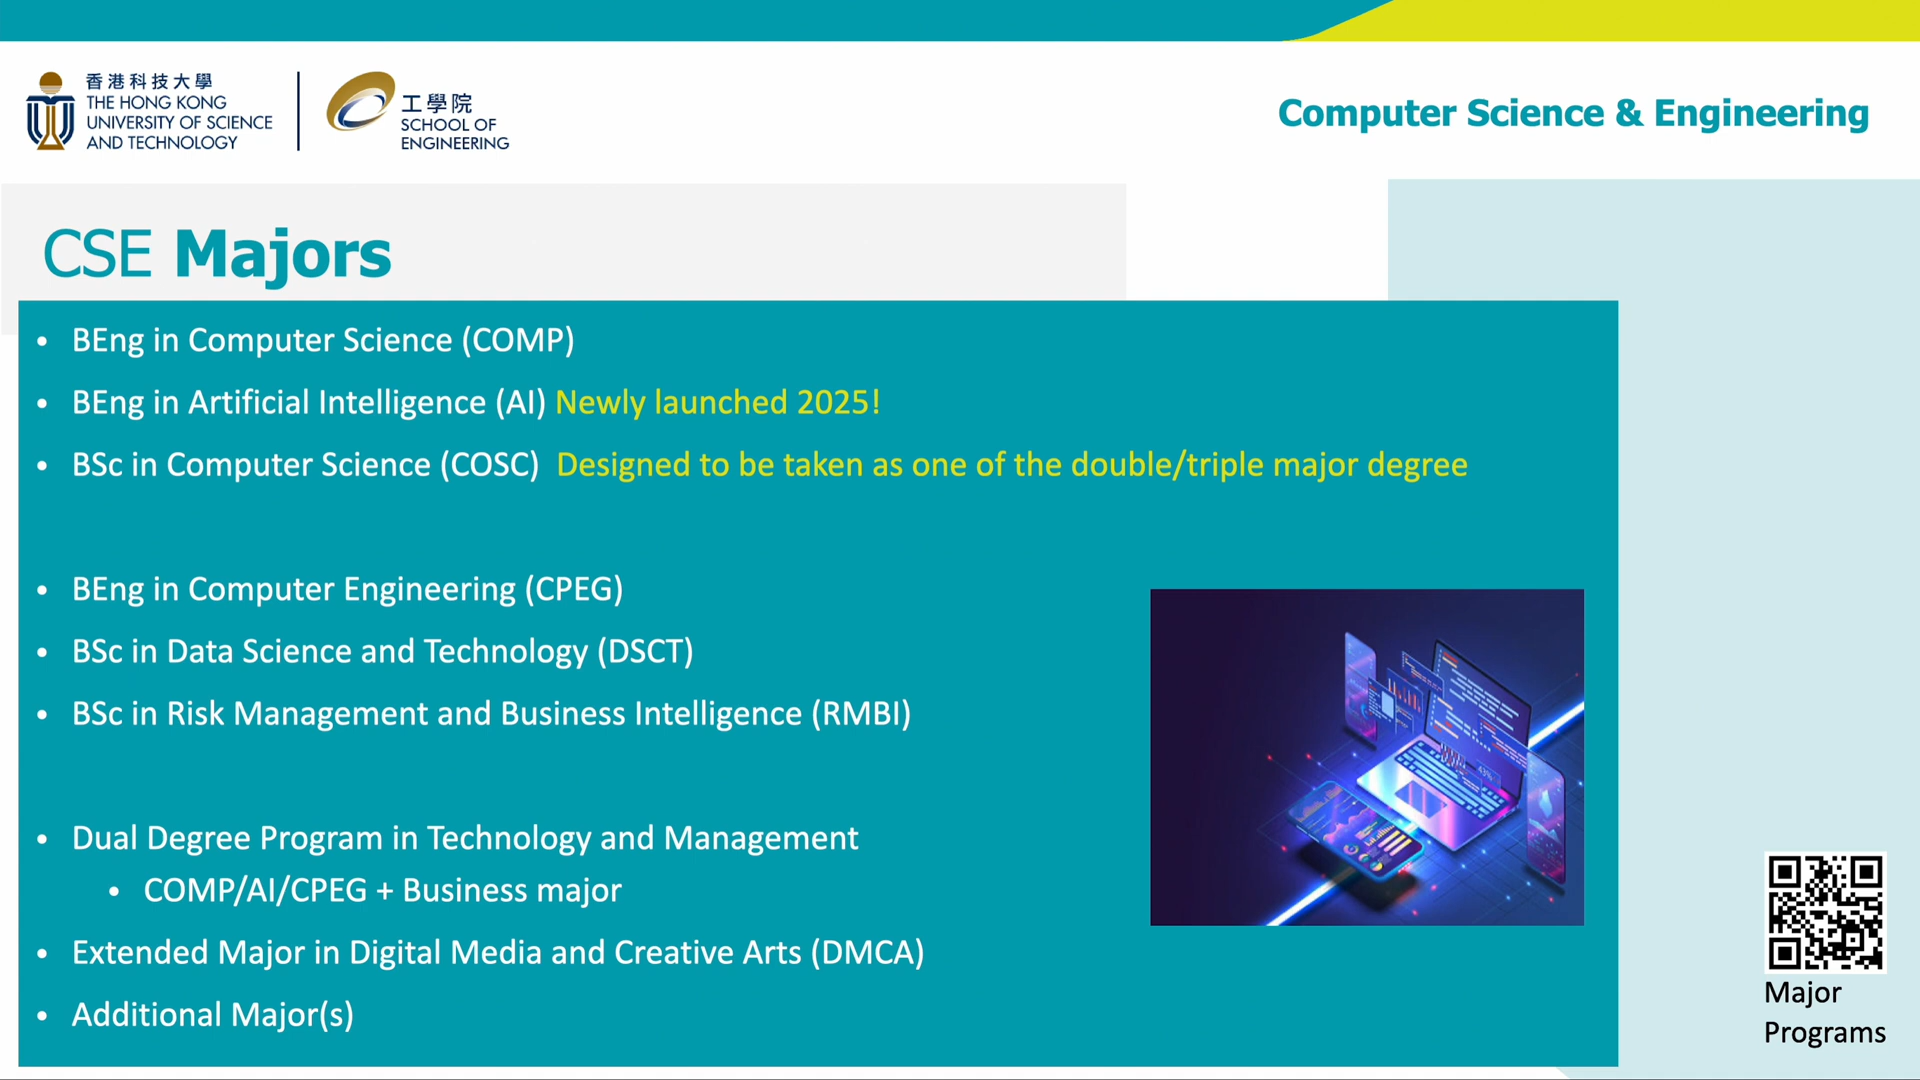 香港科技大學
THE HONG KONG
UNIVERSITY OF SCIENCE
AND TECHNOLOGY
工學院
SCHOOL OF
ENGINEERING
Computer Science & Engineering
CSE Majors
• BEng in Computer Science (COMP)
• BEng in Artificial Intelligence (AI) Newly launched 2025!
• BSc in Computer Science (COSC) Designed to be taken as one of the double/triple major degree
• BEng in Computer Engineering (CPEG)
• BSc in Data Science and Technology (DSCT)
• BSc in Risk Management and Business Intelligence (RMBI)
• Dual Degree Program in Technology and Management
• COMP/AI/CPEG + Business major
• Extended Major in Digital Media and Creative Arts (DMCA)
• Additional Major(s)
Major
Programs